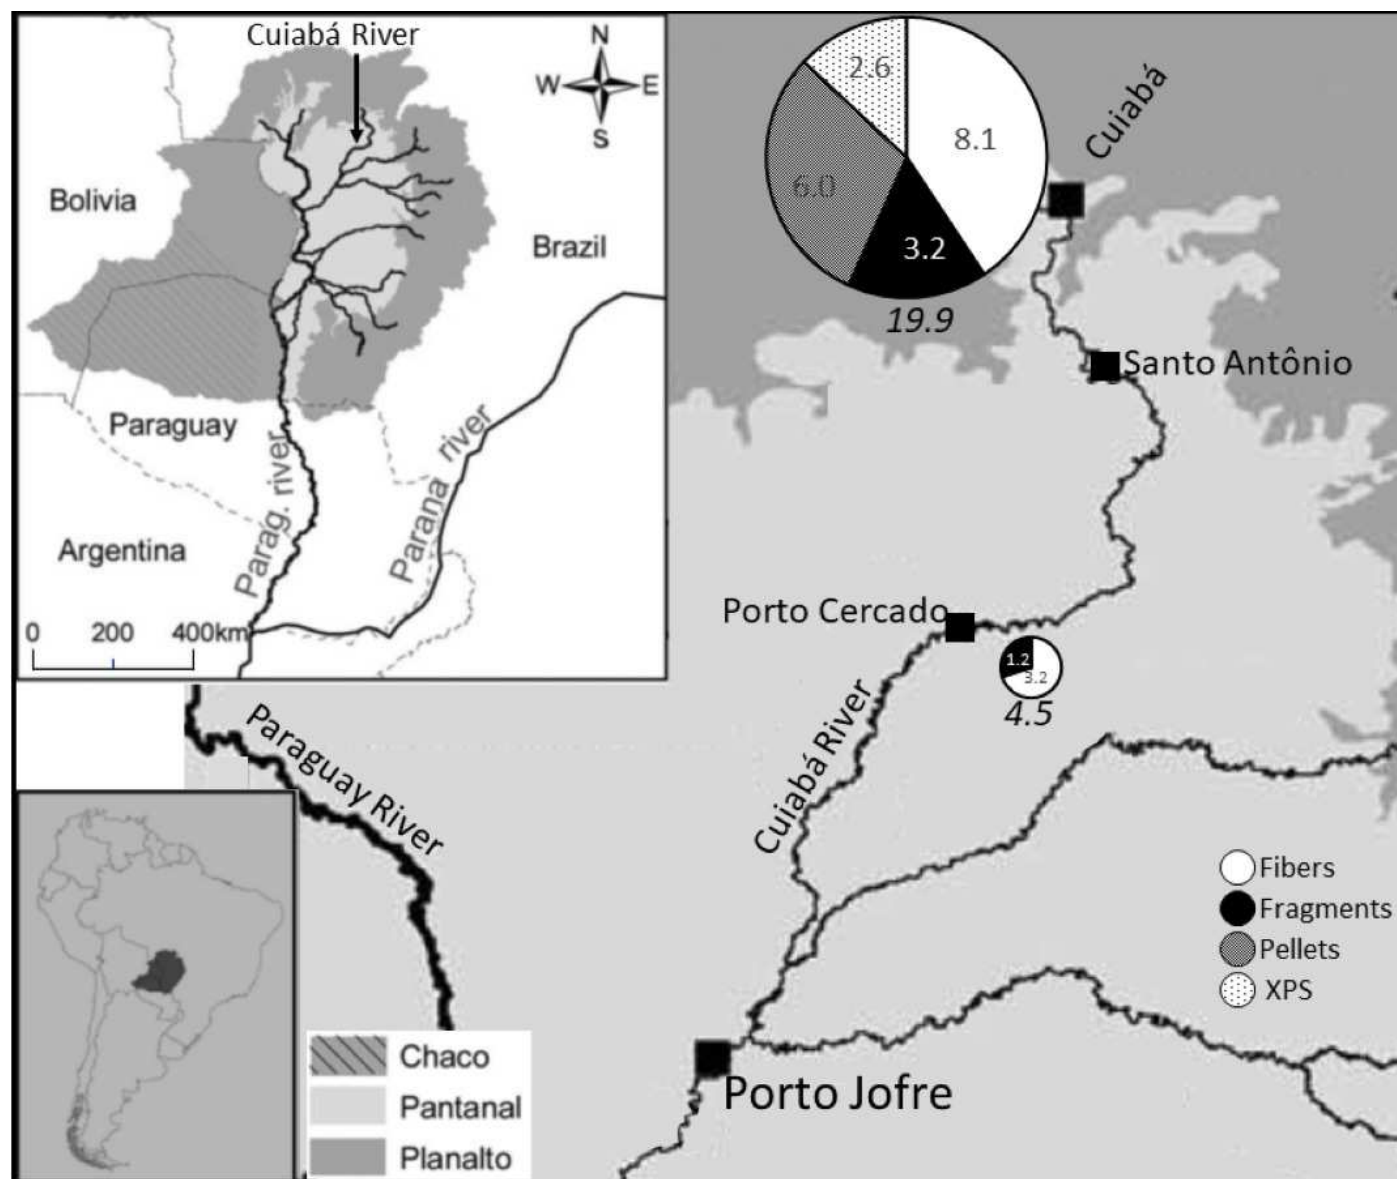 Cuiabá River
N
W
E
S
Bolivia
Brazil
Paraguay
Argentina
Parag. river
Parana river
0 200 400km
2.6
8.1
6.0
3.2
19.9
Cuiabá
Santo Antônio
Porto Cercado
1.2
3.2
4.5
Cuiabá River
Paraguay River
Fibers
Fragments
Pellets
XPS
Porto Jofre
Chaco
Pantanal
Planalto